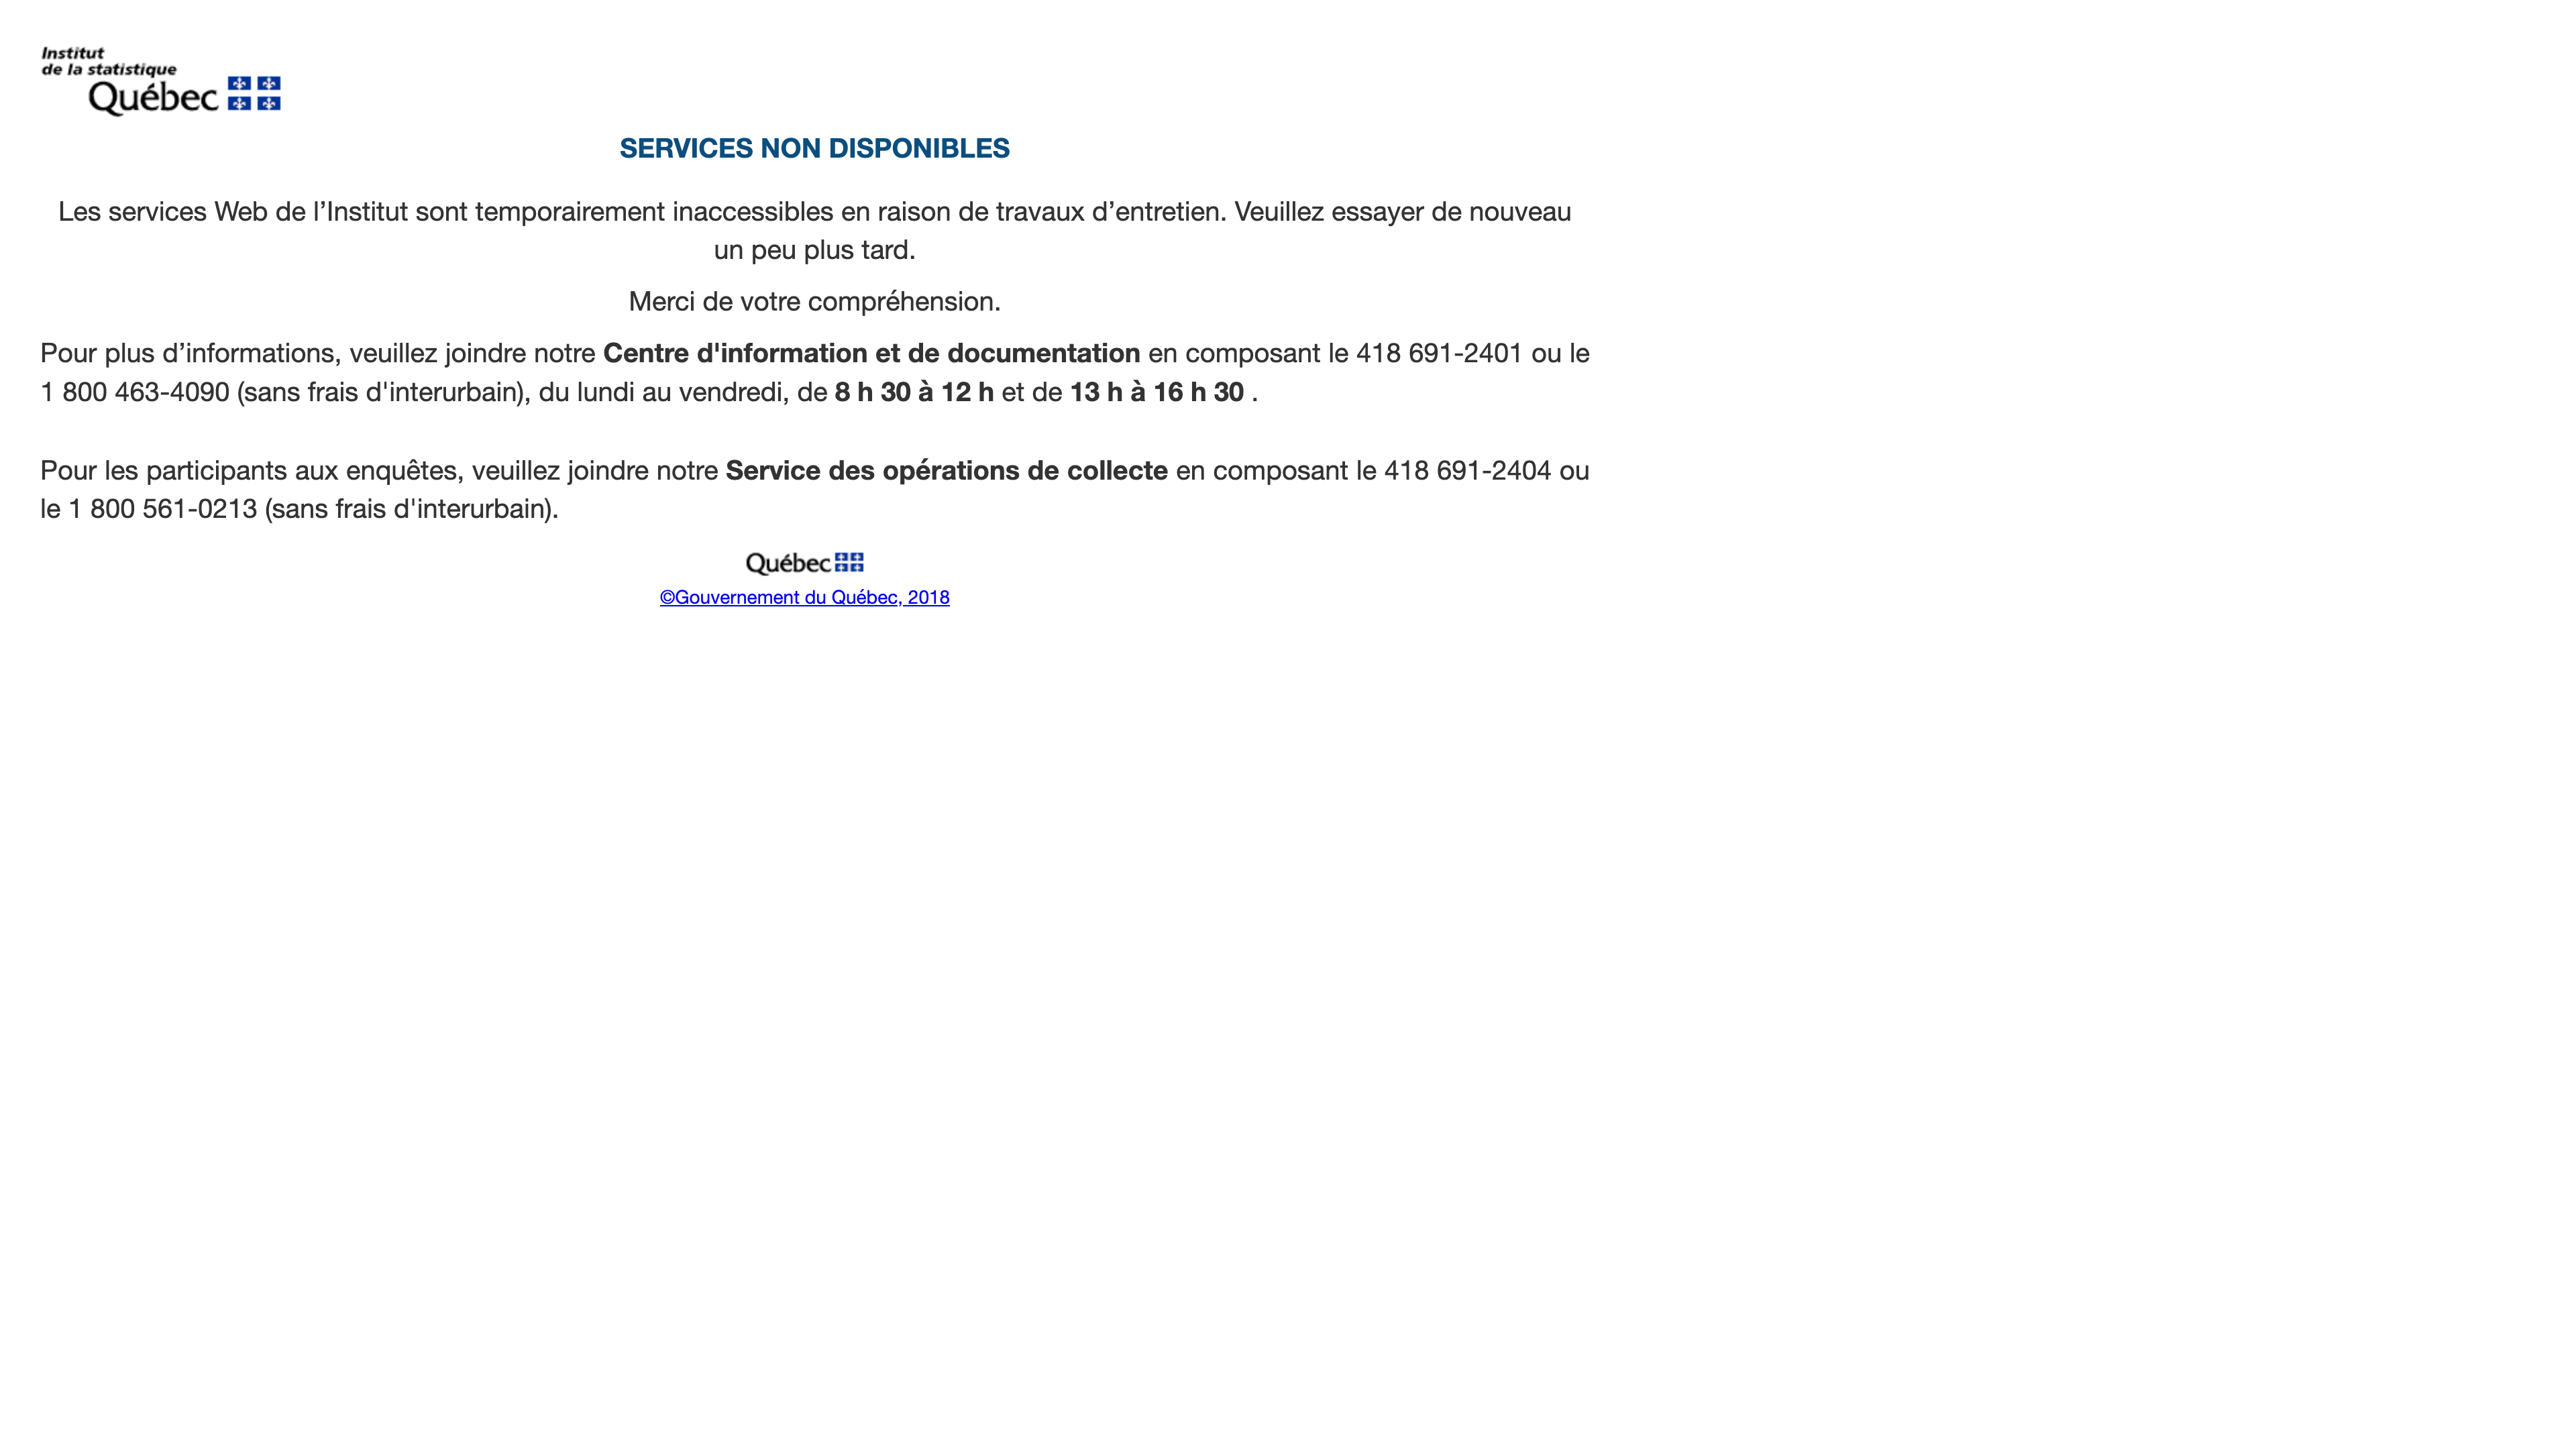 Institut
de la statistique
Québec
SERVICES NON DISPONIBLES
Les services Web de l’Institut sont temporairement inaccessibles en raison de travaux d’entretien. Veuillez essayer de nouveau
un peu plus tard.
Merci de votre compréhension.
Pour plus d’informations, veuillez joindre notre Centre d'information et de documentation en composant le 418 691-2401 ou le
1 800 463-4090 (sans frais d'interurbain), du lundi au vendredi, de 8 h 30 à 12 h et de 13 h à 16 h 30 .
Pour les participants aux enquêtes, veuillez joindre notre Service des opérations de collecte en composant le 418 691-2404 ou
le 1 800 561-0213 (sans frais d'interurbain).
Québec
©Gouvernement du Québec, 2018